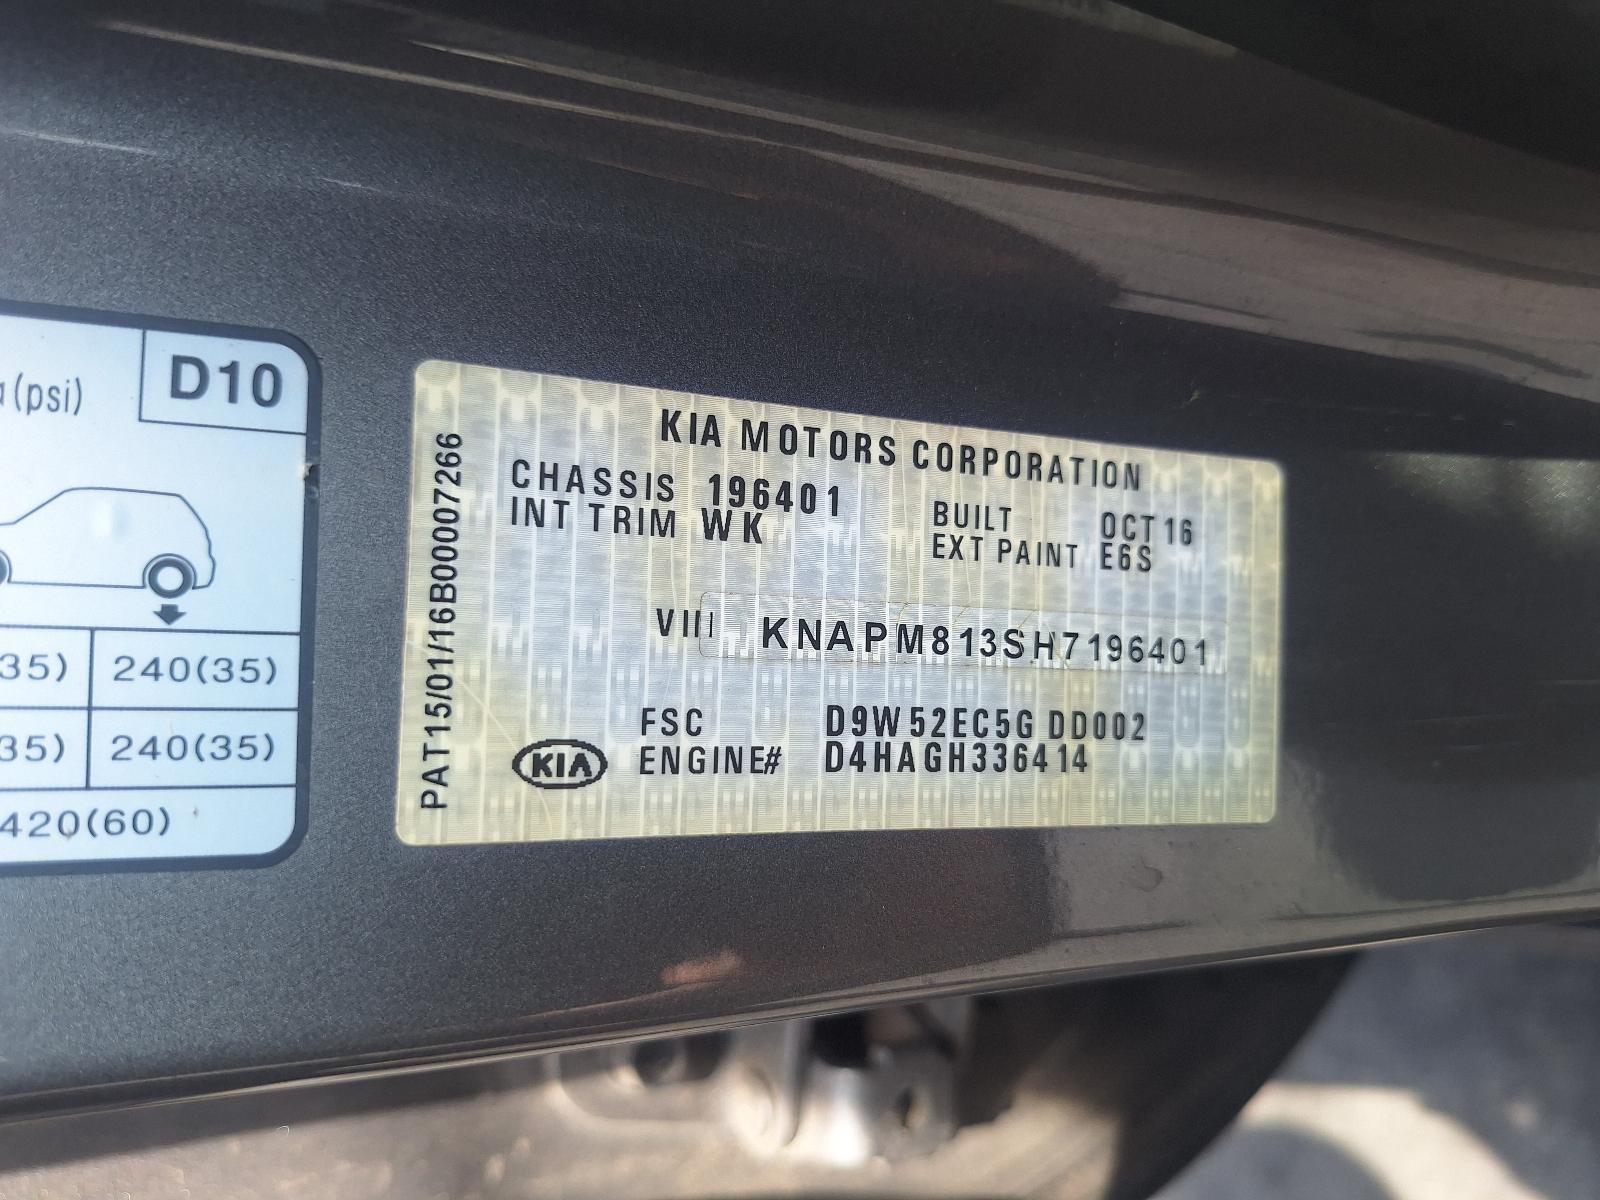 a(psi)
D10
35)
240(35)
35)
240(35)
420(60)
PAT15/01/16B00007266
KIA MOTORS CORPORATION
CHASSIS 196401
INT TRIM WK
BUILT OCT 16
EXT PAINT E6S
VIN KNAPM813SH7196401
FSC D9W52EC5G DD002
KIA
ENGINE# D4HAGH336414